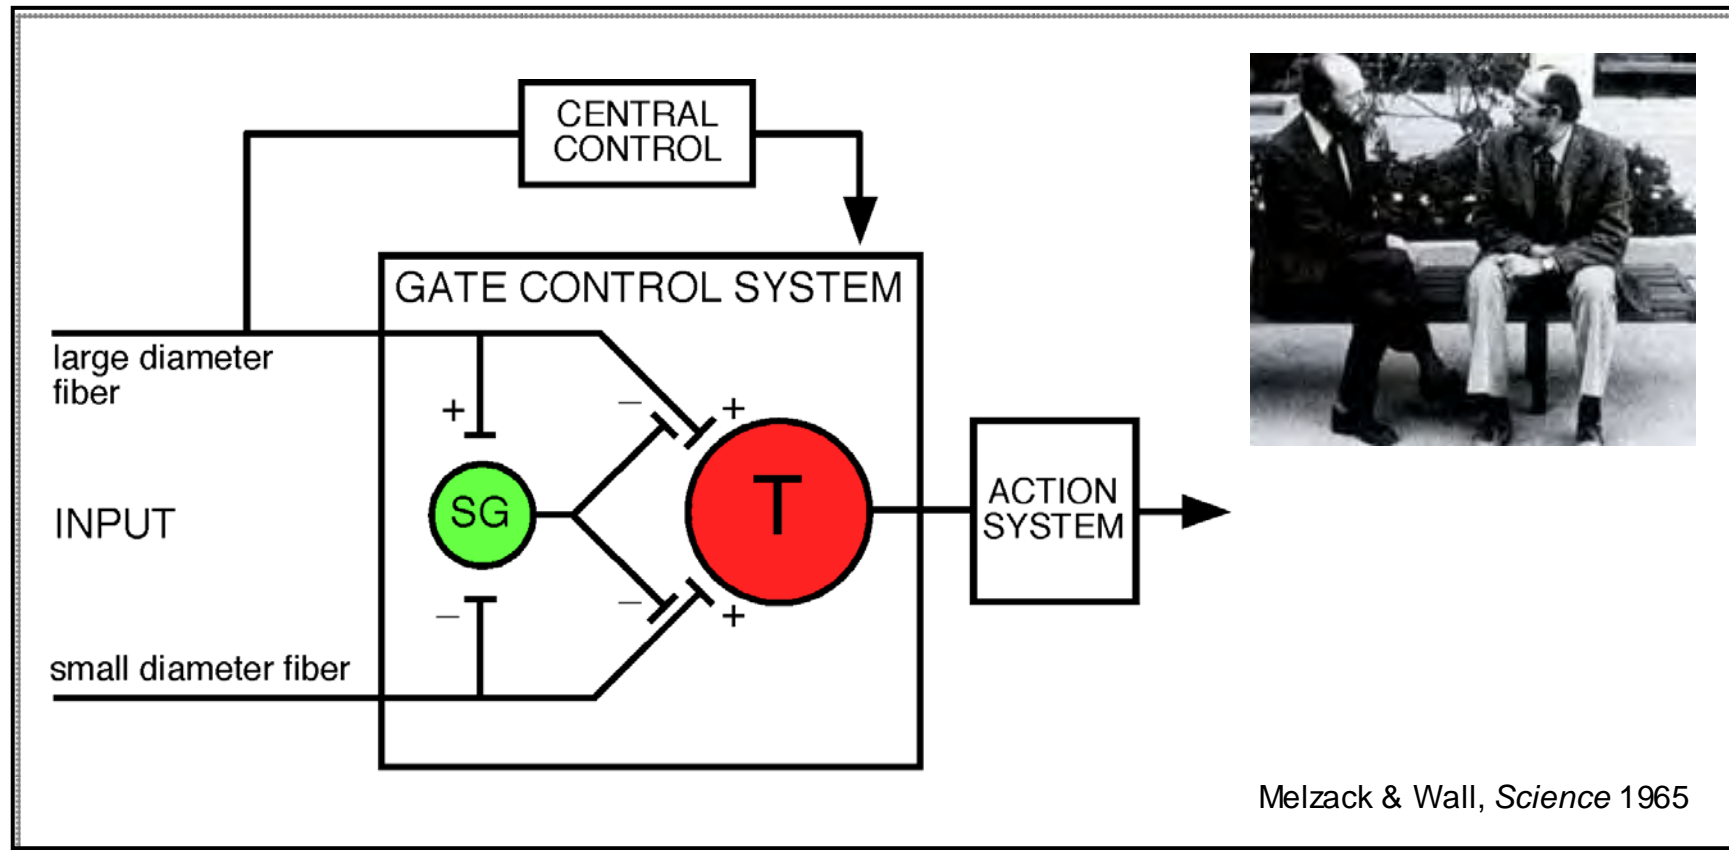 CENTRAL
CONTROL
GATE CONTROL SYSTEM
large diameter
fiber
+
–
+
SG
T
ACTION
SYSTEM
INPUT
–
–
+
small diameter fiber
Melzack & Wall, Science 1965